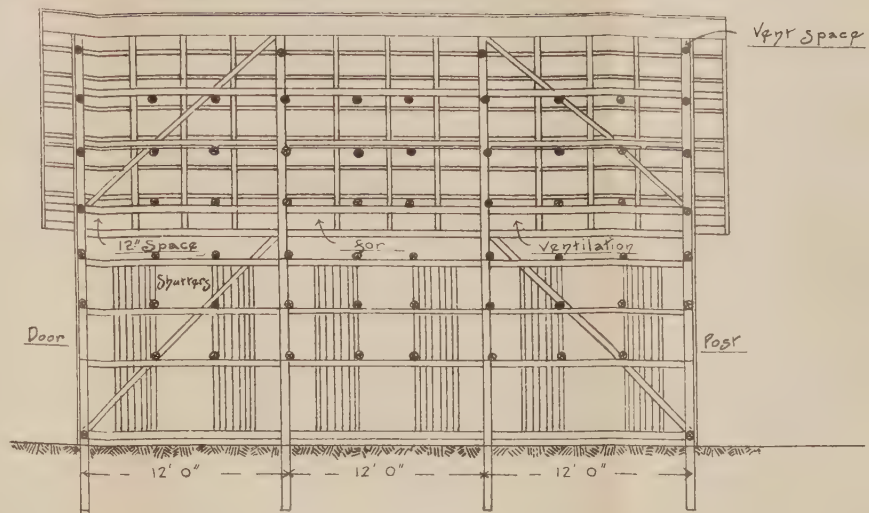 Vent Space
12" Space for Ventilation
Shutters
Door
Post
12' 0" 12' 0" 12' 0"